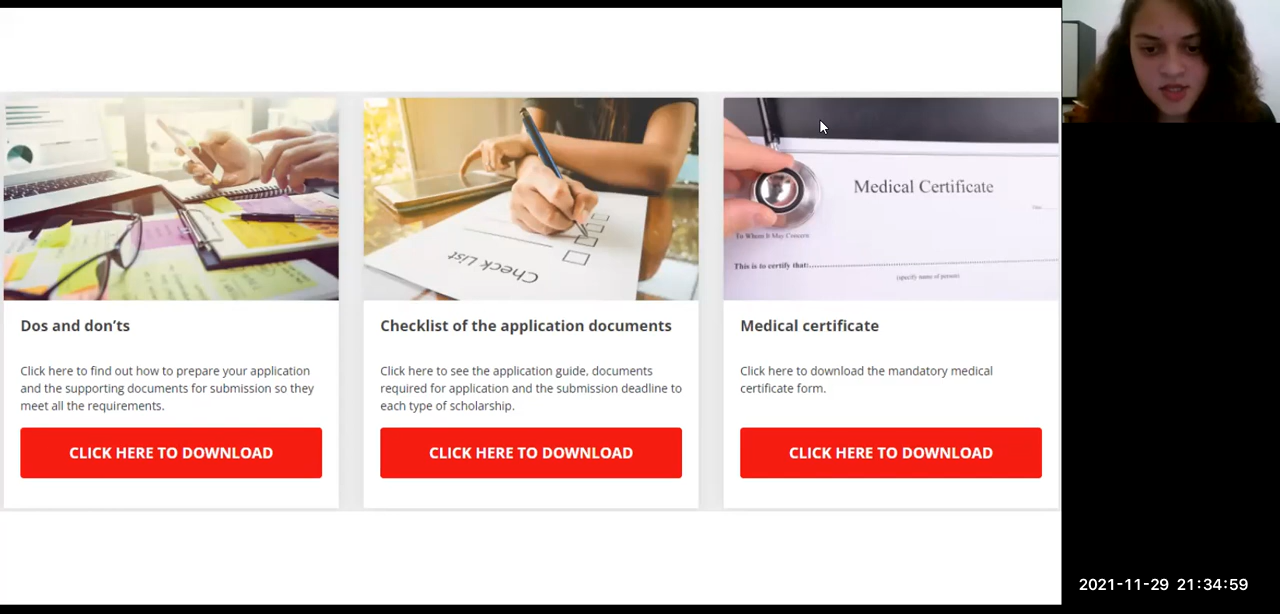 Check List
Medical Certificate
To Whom It May Concern
This is to certify that:
(specify name of person)
Dos and don’ts
Click here to find out how to prepare your application
and the supporting documents for submission so they
meet all the requirements.
CLICK HERE TO DOWNLOAD
Checklist of the application documents
Click here to see the application guide, documents
required for application and the submission deadline to
each type of scholarship.
CLICK HERE TO DOWNLOAD
Medical certificate
Click here to download the mandatory medical
certificate form.
CLICK HERE TO DOWNLOAD
2021-11-29 21:34:59